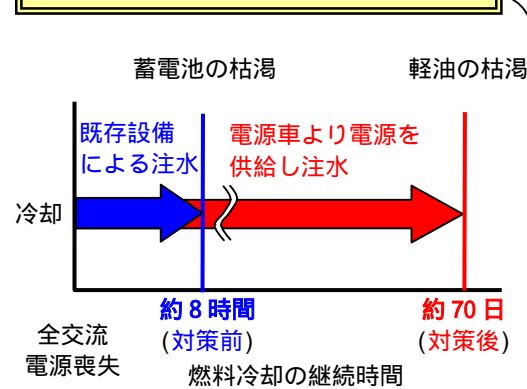 蓄電池の枯渇
軽油の枯渇
既存設備
による注水
電源車より電源を
供給し注水
冷却
約8時間
(対策前)
約70日
(対策後)
全交流
電源喪失
燃料冷却の継続時間